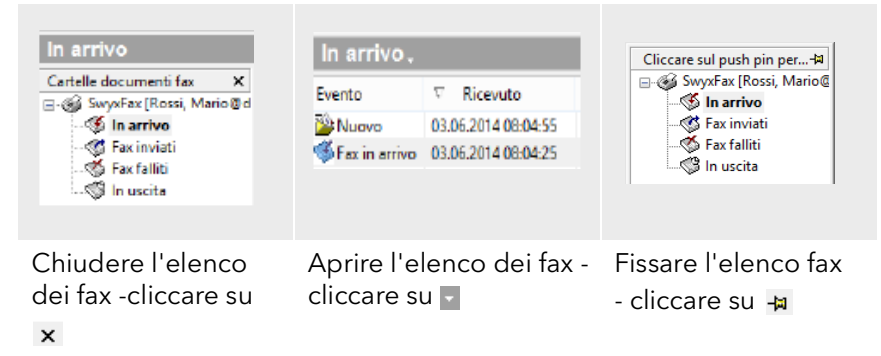 In arrivo
Cartelle documenti fax
SwyxFax [Rossi, Mario@d
In arrivo
Fax inviati
Fax falliti
In uscita
In arrivo
Evento Ricevuto
Nuovo 03.06.2014 08:04:55
Fax in arrivo 03.06.2014 08:04:25
Cliccare sul push pin per...
SwyxFax [Rossi, Mario@
In arrivo
Fax inviati
Fax falliti
In uscita
Chiudere l'elenco
dei fax -cliccare su
Aprire l'elenco dei fax -
cliccare su
Fissare l'elenco fax
- cliccare su